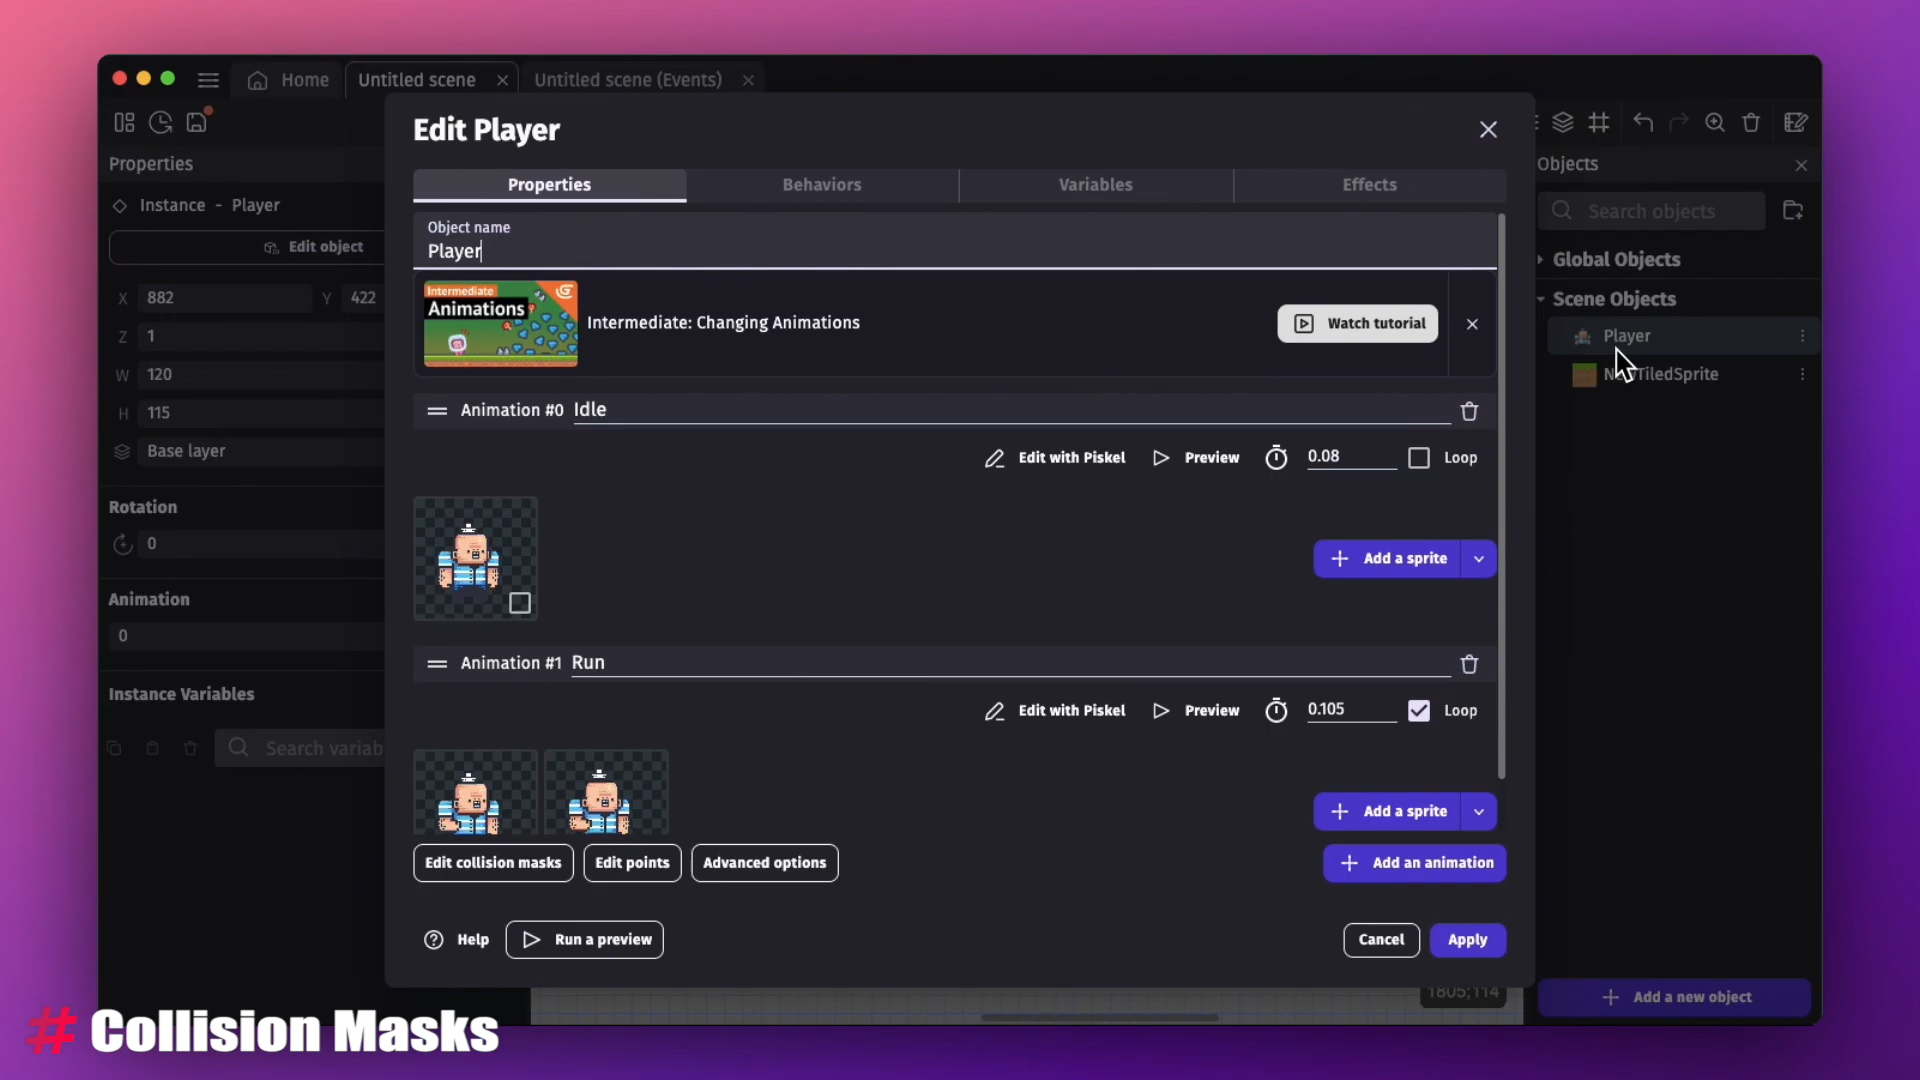 Home
Untitled scene
Untitled scene (Events)
Properties
Instance - Player
Edit object
X 882 Y 422
Z 1
W 120
H 115
Base layer
Rotation
0
Animation
0
Instance Variables
Search variab
Edit Player
Properties Behaviors Variables Effects
Object name
Player
Intermediate
Animations
Intermediate: Changing Animations
Watch tutorial
Animation #0 Idle
Edit with Piskel Preview 0.08 Loop
Add a sprite
Animation #1 Run
Edit with Piskel Preview 0.105 Loop
Add a sprite
Edit collision masks Edit points Advanced options
Add an animation
Help Run a preview
Cancel Apply
1805;114
Objects
Search objects
Global Objects
Scene Objects
Player
Add a new object
# Collision Masks